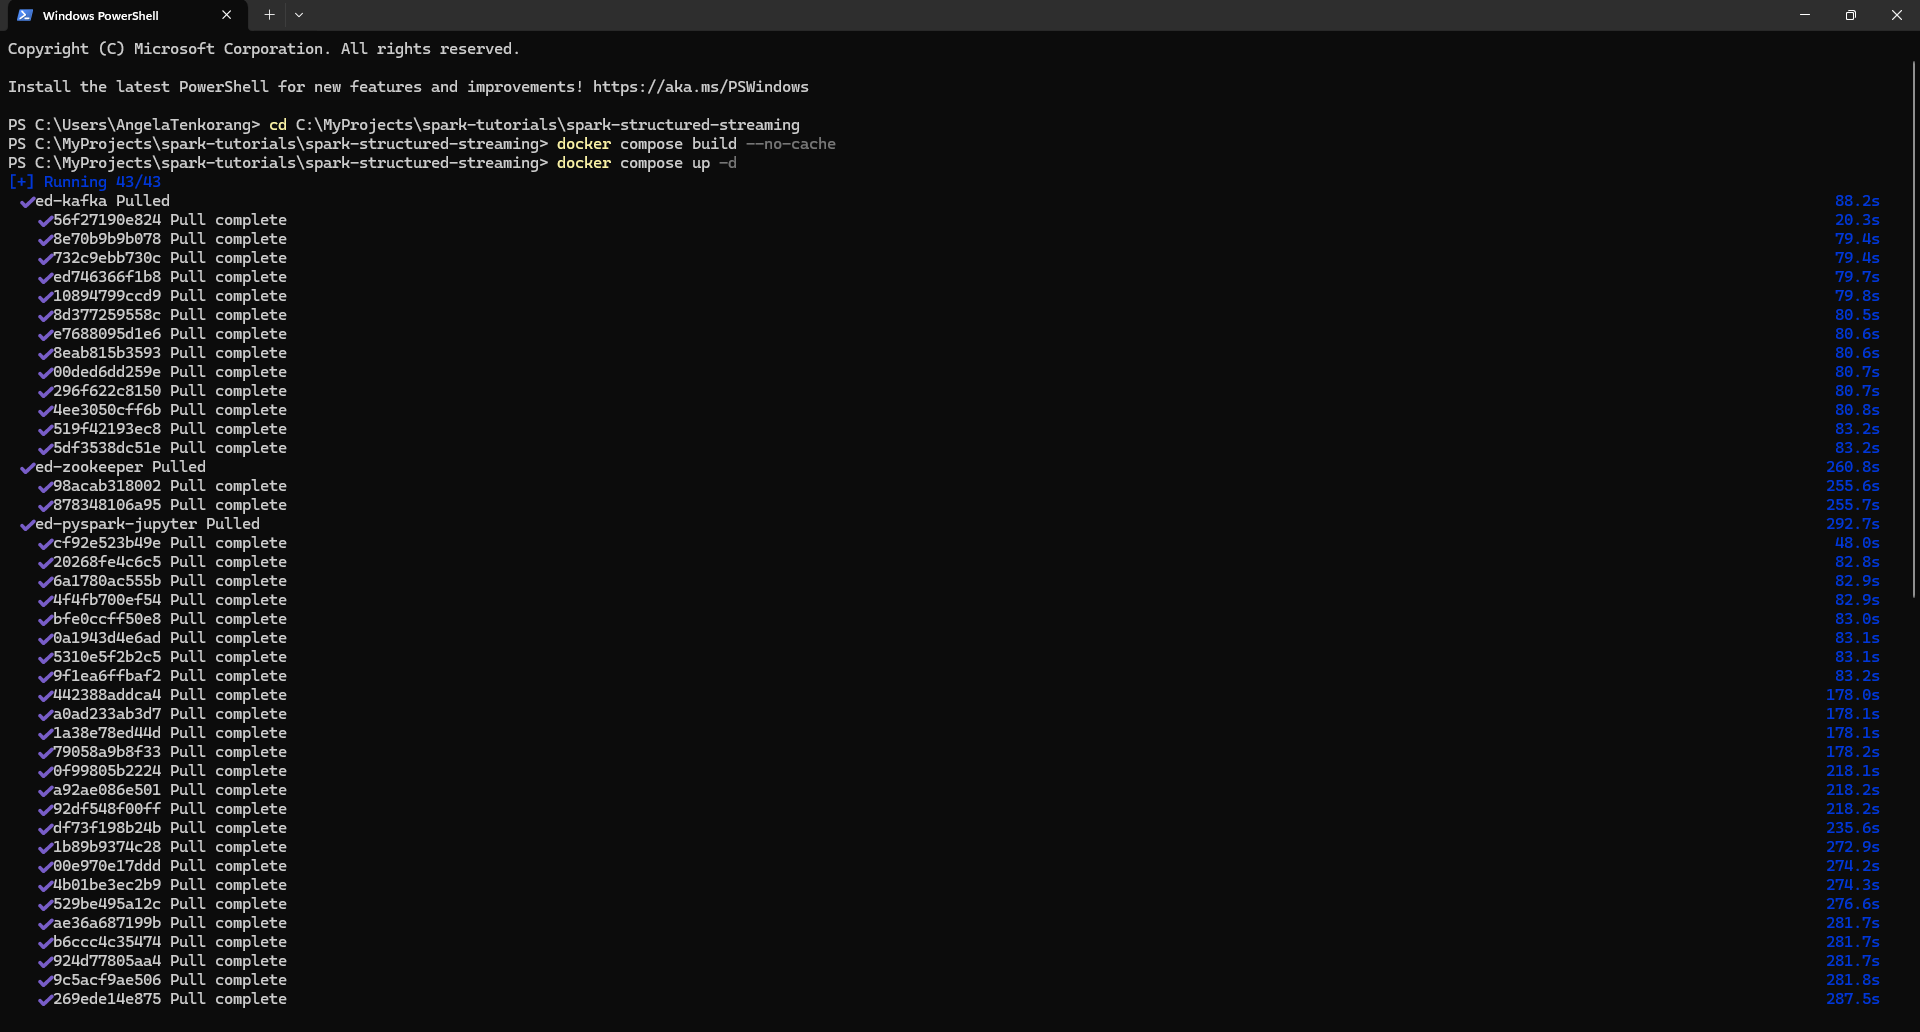 Windows PowerShell
Copyright (C) Microsoft Corporation. All rights reserved.
Install the latest PowerShell for new features and improvements! https://aka.ms/PSWindows
PS C:\Users\AngelaTenkorang> cd C:\MyProjects\spark-tutorials\spark-structured-streaming
PS C:\MyProjects\spark-tutorials\spark-structured-streaming> docker compose build --no-cache
PS C:\MyProjects\spark-tutorials\spark-structured-streaming> docker compose up -d
[+] Running 43/43
✔ed-kafka Pulled 88.2s
✔56f27190e824 Pull complete 20.3s
✔8e70b9b9b078 Pull complete 79.4s
✔732c9ebb730c Pull complete 79.4s
✔ed746366f1b8 Pull complete 79.7s
✔10894799ccd9 Pull complete 79.8s
✔8d377259558c Pull complete 80.5s
✔e7688095d1e6 Pull complete 80.6s
✔8eab815b3593 Pull complete 80.6s
✔00ded6dd259e Pull complete 80.7s
✔296f622c8150 Pull complete 80.7s
✔4ee3050cff6b Pull complete 80.8s
✔519f42193ec8 Pull complete 83.2s
✔5df3538dc51e Pull complete 83.2s
✔ed-zookeeper Pulled 260.8s
✔98acab318002 Pull complete 255.6s
✔878348106a95 Pull complete 255.7s
✔ed-pyspark-jupyter Pulled 292.7s
✔cf92e523b49e Pull complete 48.0s
✔20268fe4c6c5 Pull complete 82.8s
✔6a1780ac555b Pull complete 82.9s
✔4f4fb700ef54 Pull complete 82.9s
✔bfe0ccff50e8 Pull complete 83.0s
✔0a1943d4e6ad Pull complete 83.1s
✔5310e5f2b2c5 Pull complete 83.1s
✔9f1ea6ffbaf2 Pull complete 83.2s
✔442388addca4 Pull complete 178.0s
✔a0ad233ab3d7 Pull complete 178.1s
✔1a38e78ed44d Pull complete 178.1s
✔79058a9b8f33 Pull complete 178.2s
✔0f99805b2224 Pull complete 218.1s
✔a92ae086e501 Pull complete 218.2s
✔92df548f00ff Pull complete 218.2s
✔df73f198b24b Pull complete 235.6s
✔1b89b9374c28 Pull complete 272.9s
✔00e970e17ddd Pull complete 274.2s
✔4b01be3ec2b9 Pull complete 274.3s
✔529be495a12c Pull complete 276.6s
✔ae36a687199b Pull complete 281.7s
✔b6ccc4c35474 Pull complete 281.7s
✔924d77805aa4 Pull complete 281.7s
✔9c5acf9ae506 Pull complete 281.8s
✔269ede14e875 Pull complete 287.5s